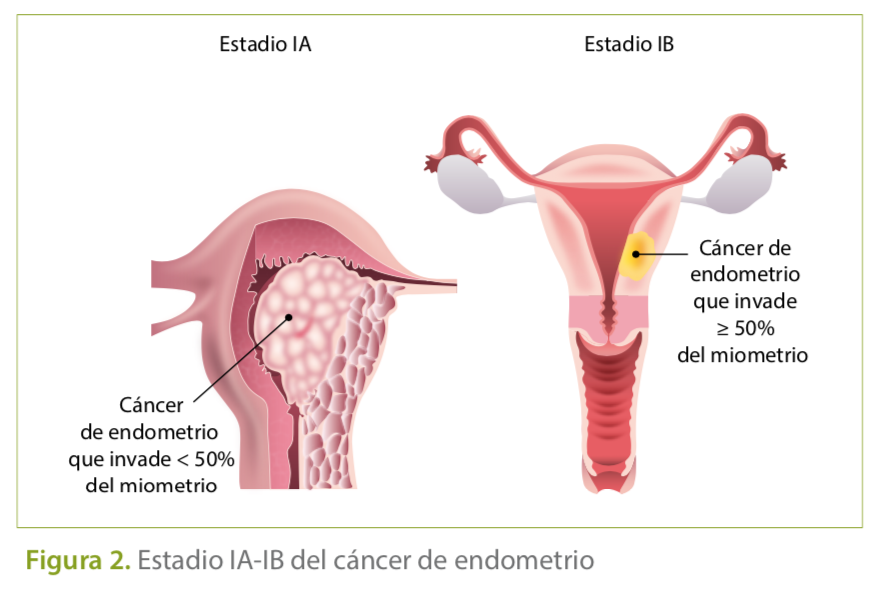 Estadio IA
Estadio IB
Cáncer de
endometrio
que invade
≥ 50%
del miometrio
Cáncer
de endometrio
que invade < 50%
del miometrio
Figura 2. Estadio IA-IB del cáncer de endometrio